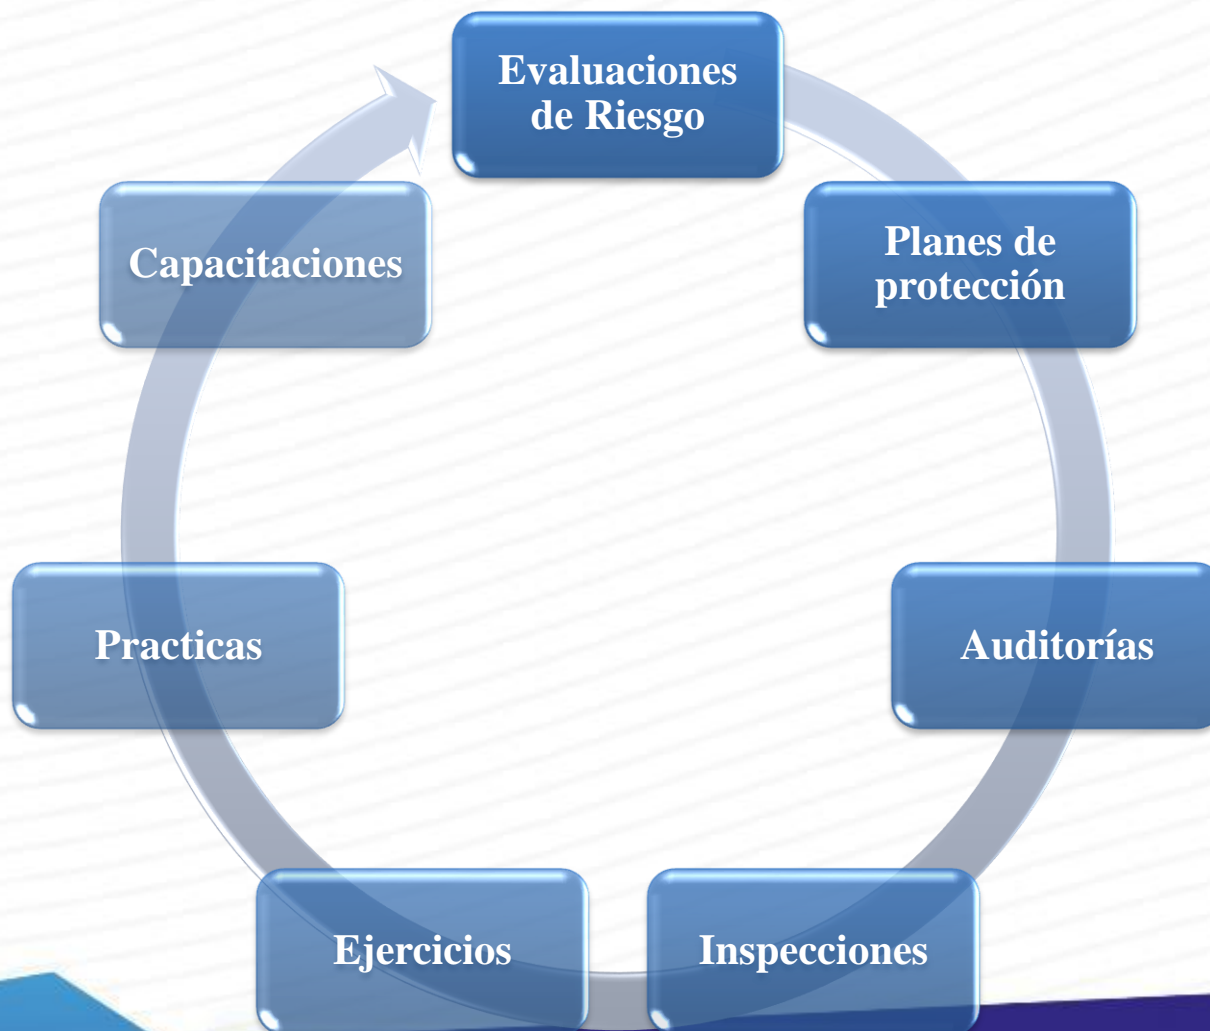 Evaluaciones
de Riesgo
Planes de
protección
Auditorías
Inspecciones
Ejercicios
Practicas
Capacitaciones